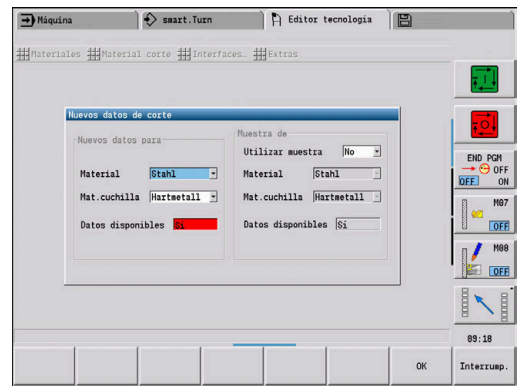 Máquina
smart.Turn
Editor tecnología
Materiales
Material corte
Interfaces…
Extras
Nuevos datos de corte
Nuevos datos para
Material
Stahl
Mat.cuchilla
Hartmetall
Datos disponibles
Sí
Muestra de
Utilizar muestra
No
Material
Stahl
Mat.cuchilla
Hartmetall
Datos disponibles
Sí
END PGM
OFF
OFF ON
M07
OFF
M08
OFF
09:18
OK
Interrump.